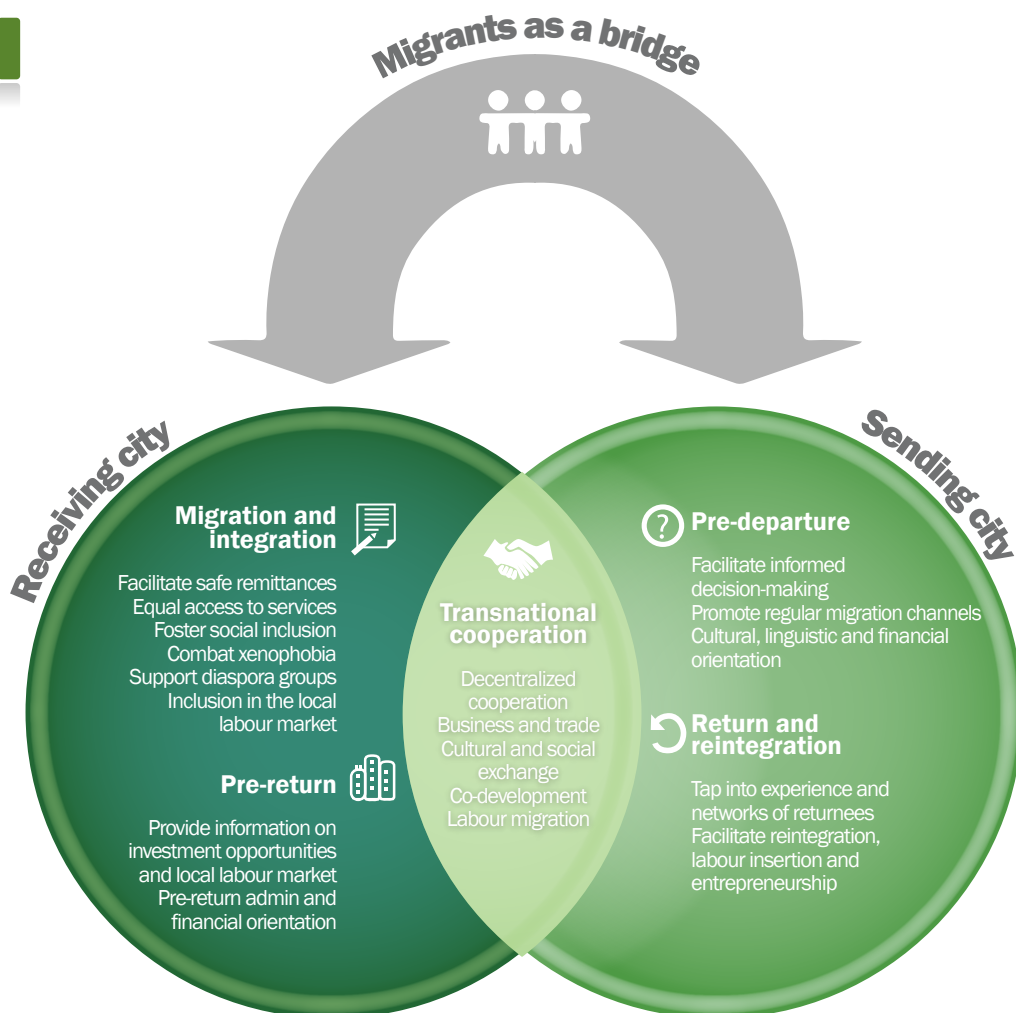 Migrants as a bridge
Receiving city
Migration and
integration
Facilitate safe remittances
Equal access to services
Foster social inclusion
Combat xenophobia
Support diaspora groups
Inclusion in the local
labour market
Pre-return
Provide information on
investment opportunities
and local labour market
Pre-return admin and
financial orientation
Transnational
cooperation
Decentralized
cooperation
Business and trade
Cultural and social
exchange
Co-development
Labour migration
Sending city
?
Pre-departure
Facilitate informed
decision-making
Promote regular migration channels
Cultural, linguistic and financial
orientation
Return and
reintegration
Tap into experience and
networks of returnees
Facilitate reintegration,
labour insertion and
entrepreneurship